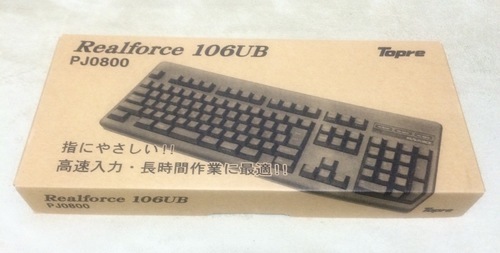 Realforce 106UB
Topre
PJ0800
指にやさしい!!
高速入力・長時間作業に最適!!
Realforce 106UB
PJ0800
Topre